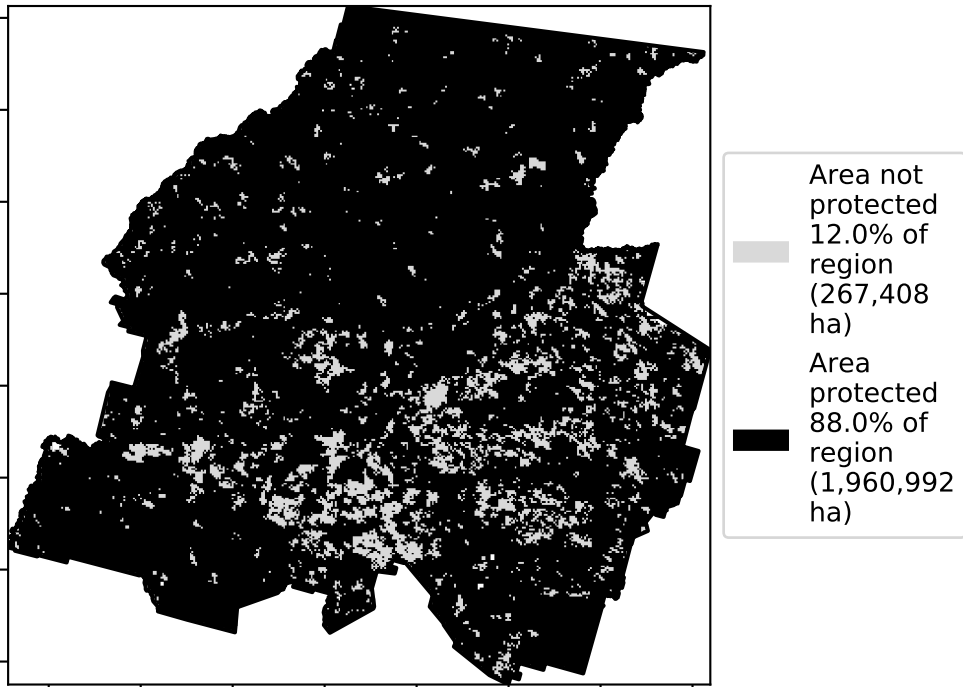 Area not
protected
12.0% of
region
(267,408
ha)
Area
protected
88.0% of
region
(1,960,992
ha)